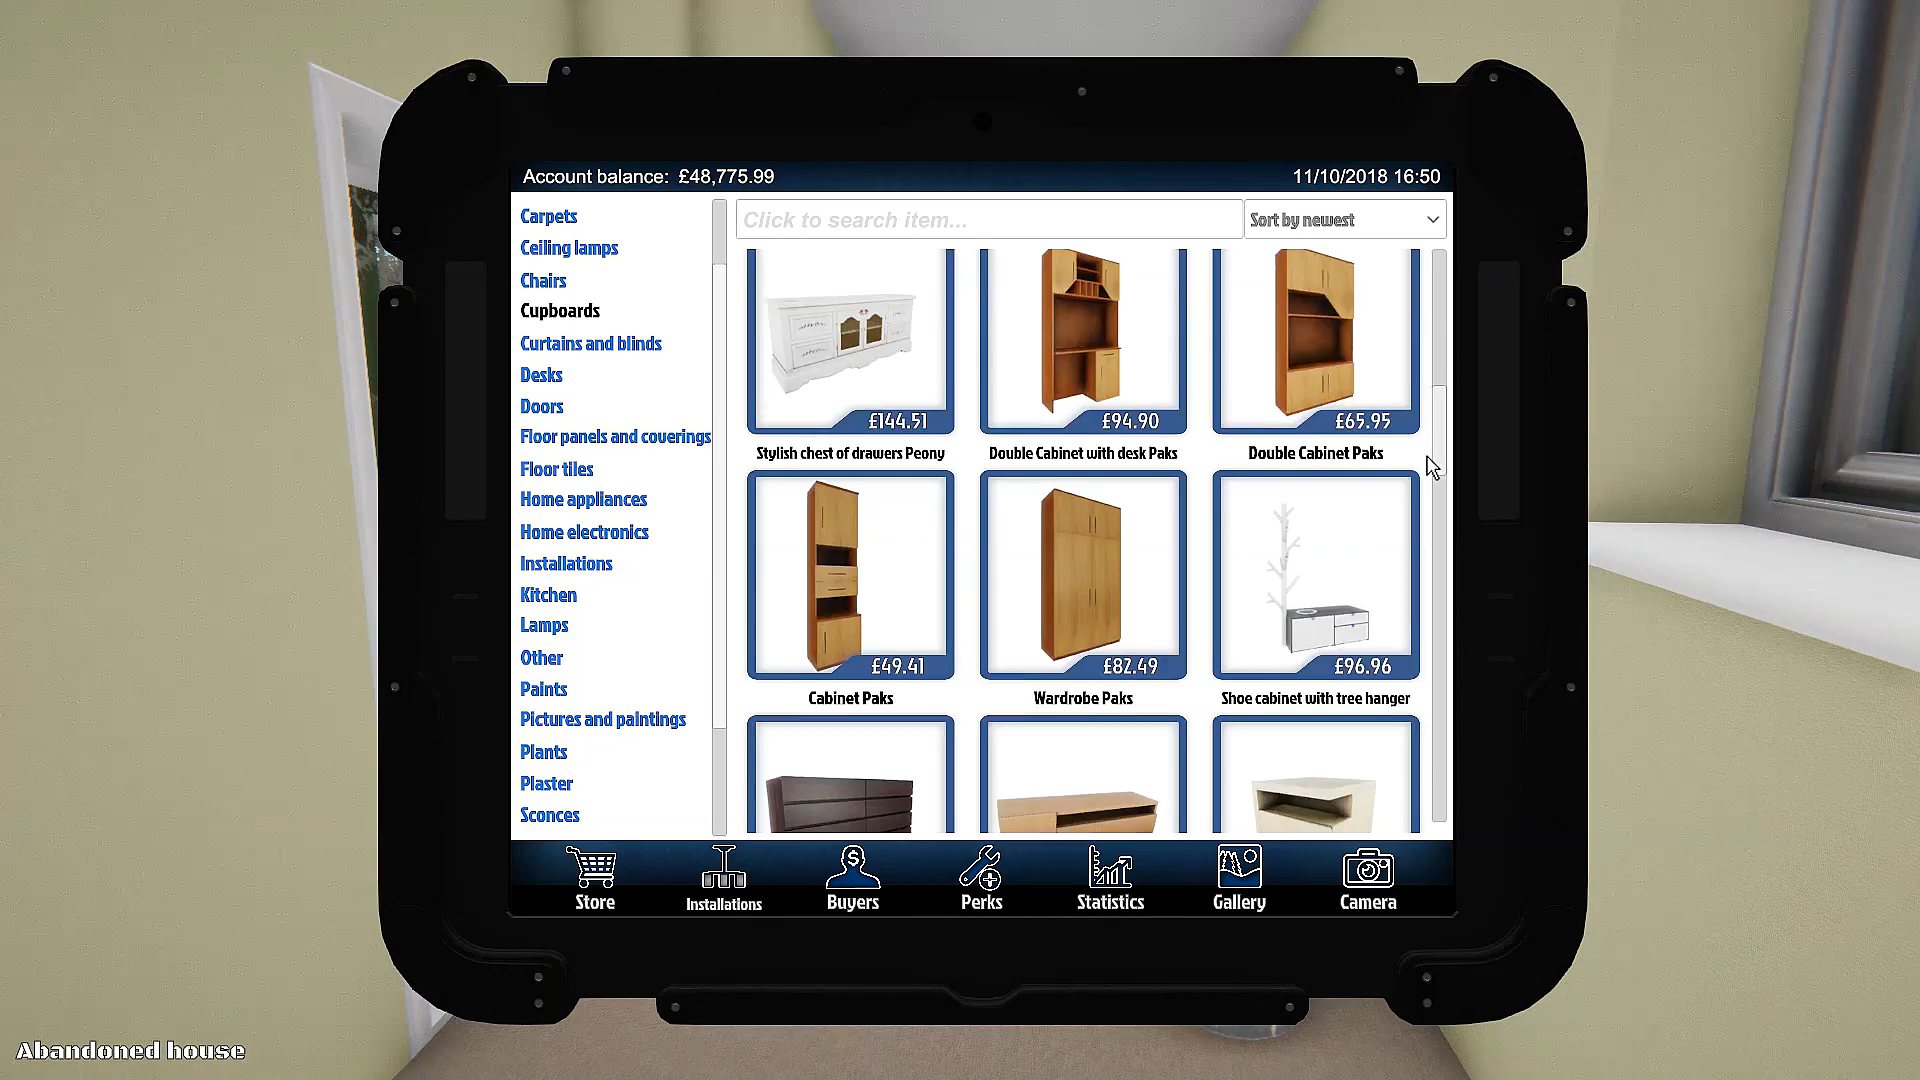 Account balance: £48,775.99
11/10/2018 16:50
Carpets
Ceiling lamps
Chairs
Cupboards
Curtains and blinds
Desks
Doors
Floor panels and coverings
Floor tiles
Home appliances
Home electronics
Installations
Kitchen
Lamps
Other
Paints
Pictures and paintings
Plants
Plaster
Sconces
Click to search item...
Sort by newest
£144.51
£94.90
£65.95
Stylish chest of drawers Peony
Double Cabinet with desk Paks
Double Cabinet Paks
£49.41
£82.49
£96.96
Cabinet Paks
Wardrobe Paks
Shoe cabinet with tree hanger
Store
Installations
Buyers
Perks
Statistics
Gallery
Camera
Abandoned house